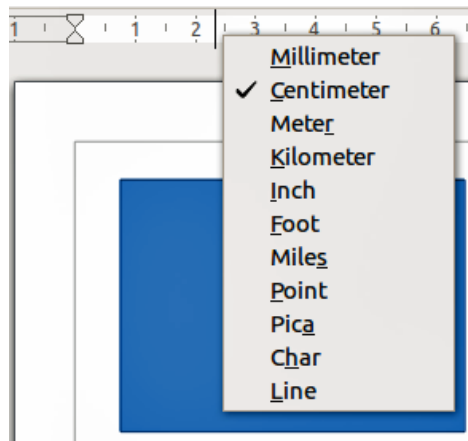 1 1 2 3 4 5 6
Millimeter
Centimeter
Meter
Kilometer
Inch
Foot
Miles
Point
Pica
Char
Line